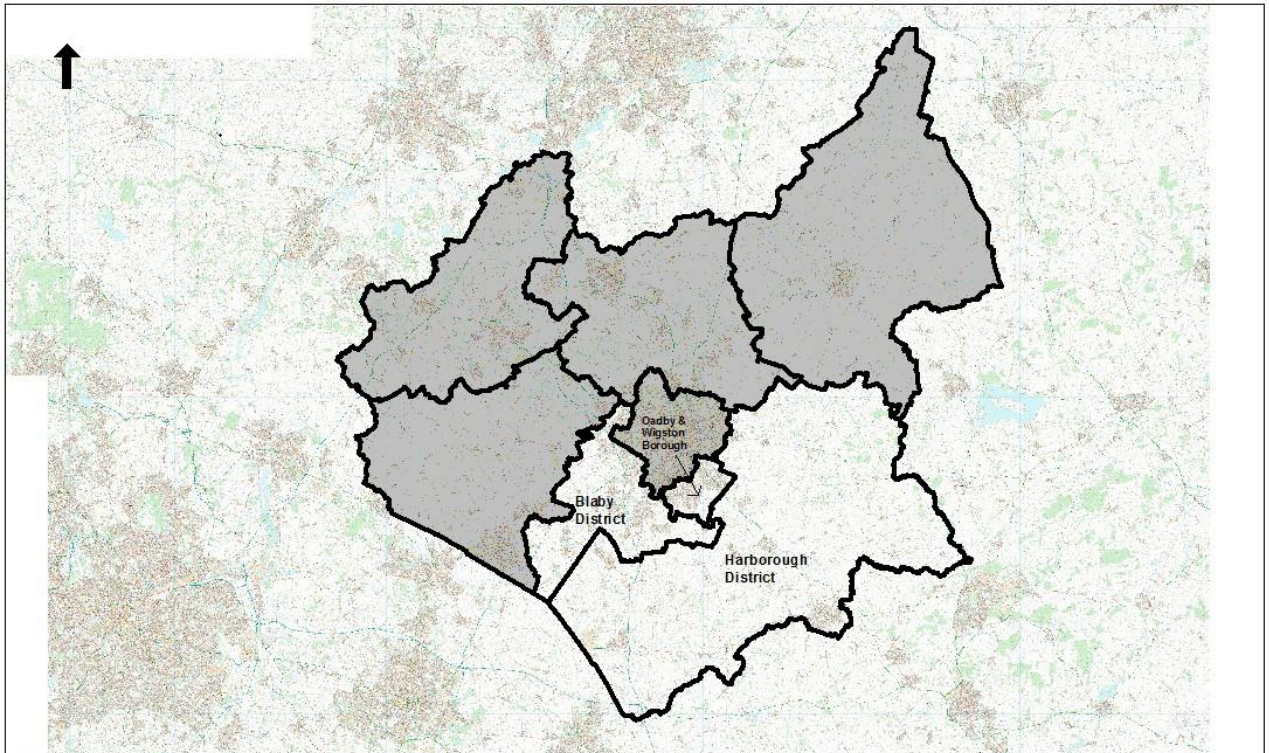 Oadby &
Wigston
Borough
Blaby
District
Harborough
District